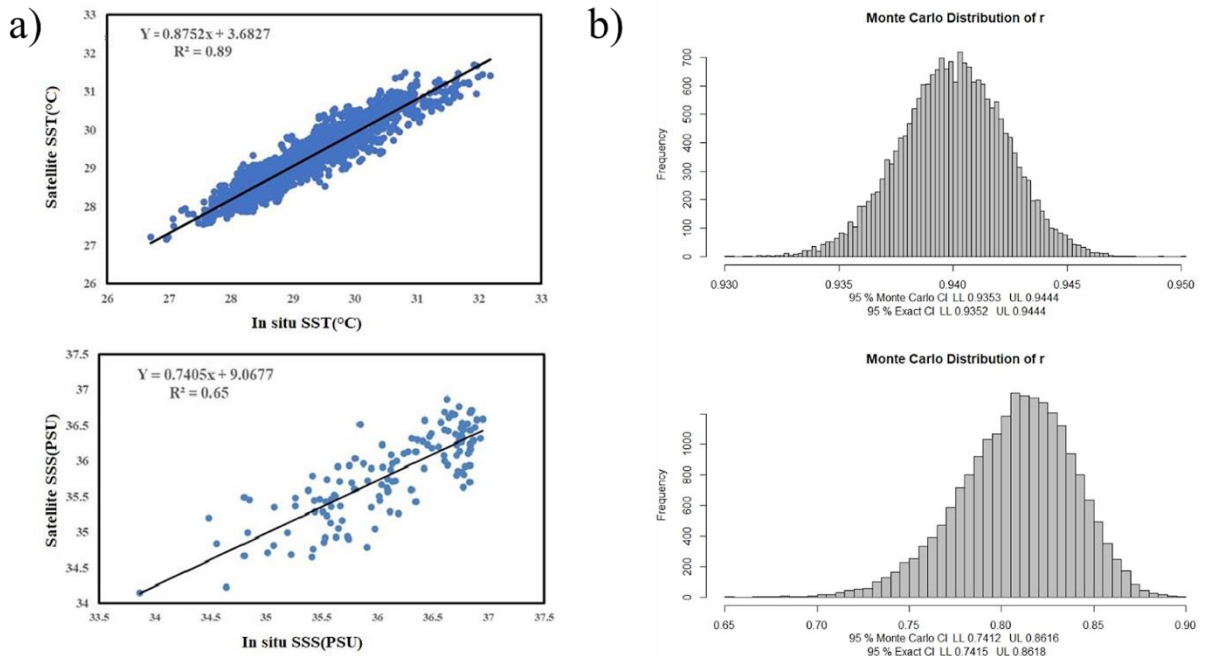 a)
33
32
31
30
29
28
27
26
Satellite SST(°C)
Y = 0.8752x + 3.6827
R² = 0.89
26 27 28 29 30 31 32 33
In situ SST(°C)
37.5
37
36.5
36
35.5
35
34.5
34
Satellite SSS(PSU)
Y = 0.7405x + 9.0677
R² = 0.65
33.5 34 34.5 35 35.5 36 36.5 37 37.5
In situ SSS(PSU)
b)
Monte Carlo Distribution of r
Frequency
700
600
500
400
300
200
100
0
0.930 0.935 0.940 0.945 0.950
95 % Monte Carlo CI LL 0.9353 UL 0.9444
95 % Exact CI LL 0.9352 UL 0.9444
Monte Carlo Distribution of r
Frequency
1000
800
600
400
200
0
0.65 0.70 0.75 0.80 0.85 0.90
95 % Monte Carlo CI LL 0.7412 UL 0.8616
95 % Exact CI LL 0.7415 UL 0.8618